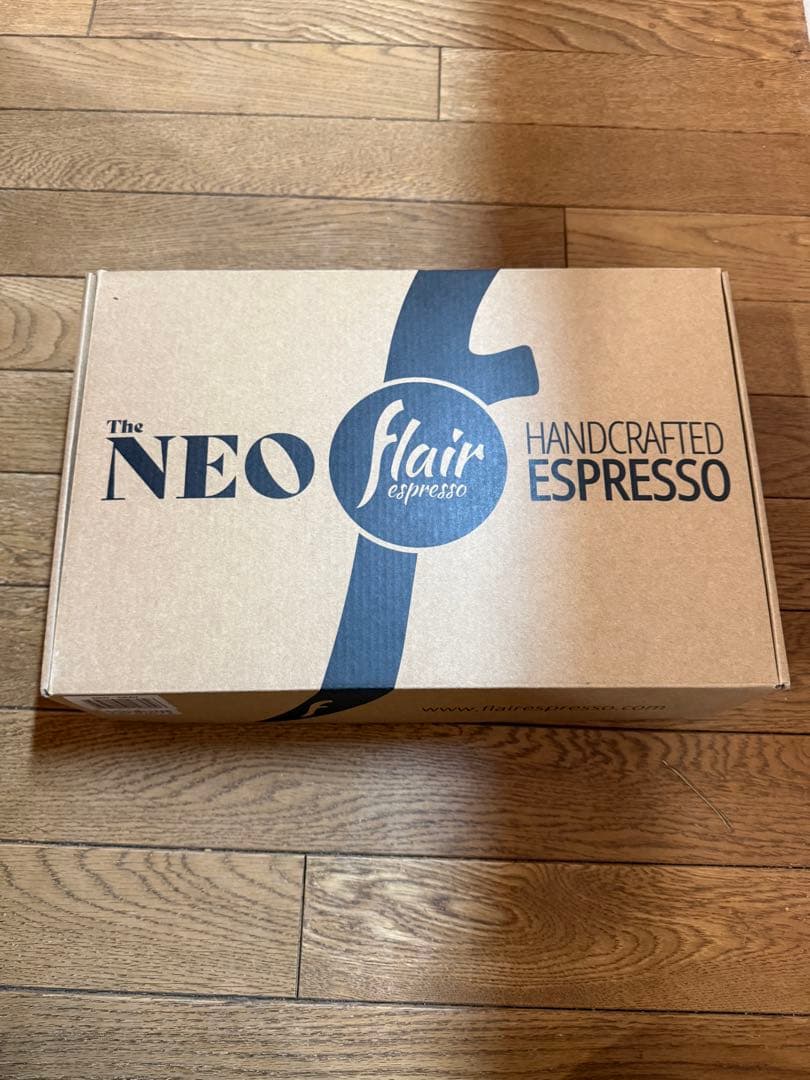 The
NEO
flair
espresso
HANDCRAFTED
ESPRESSO
f
www.flairespresso.com